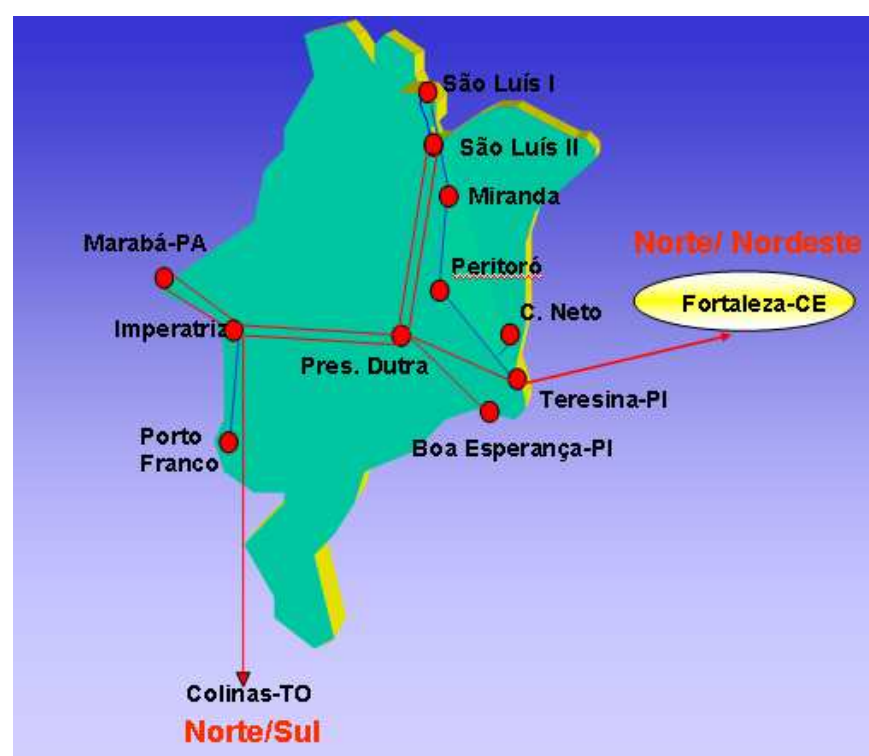 São Luís I
São Luís II
Miranda
Marabá-PA
Norte/ Nordeste
Peritoró
Fortaleza-CE
C. Neto
Imperatriz
Pres. Dutra
Teresina-PI
Porto
Franco
Boa Esperança-PI
Colinas-TO
Norte/Sul